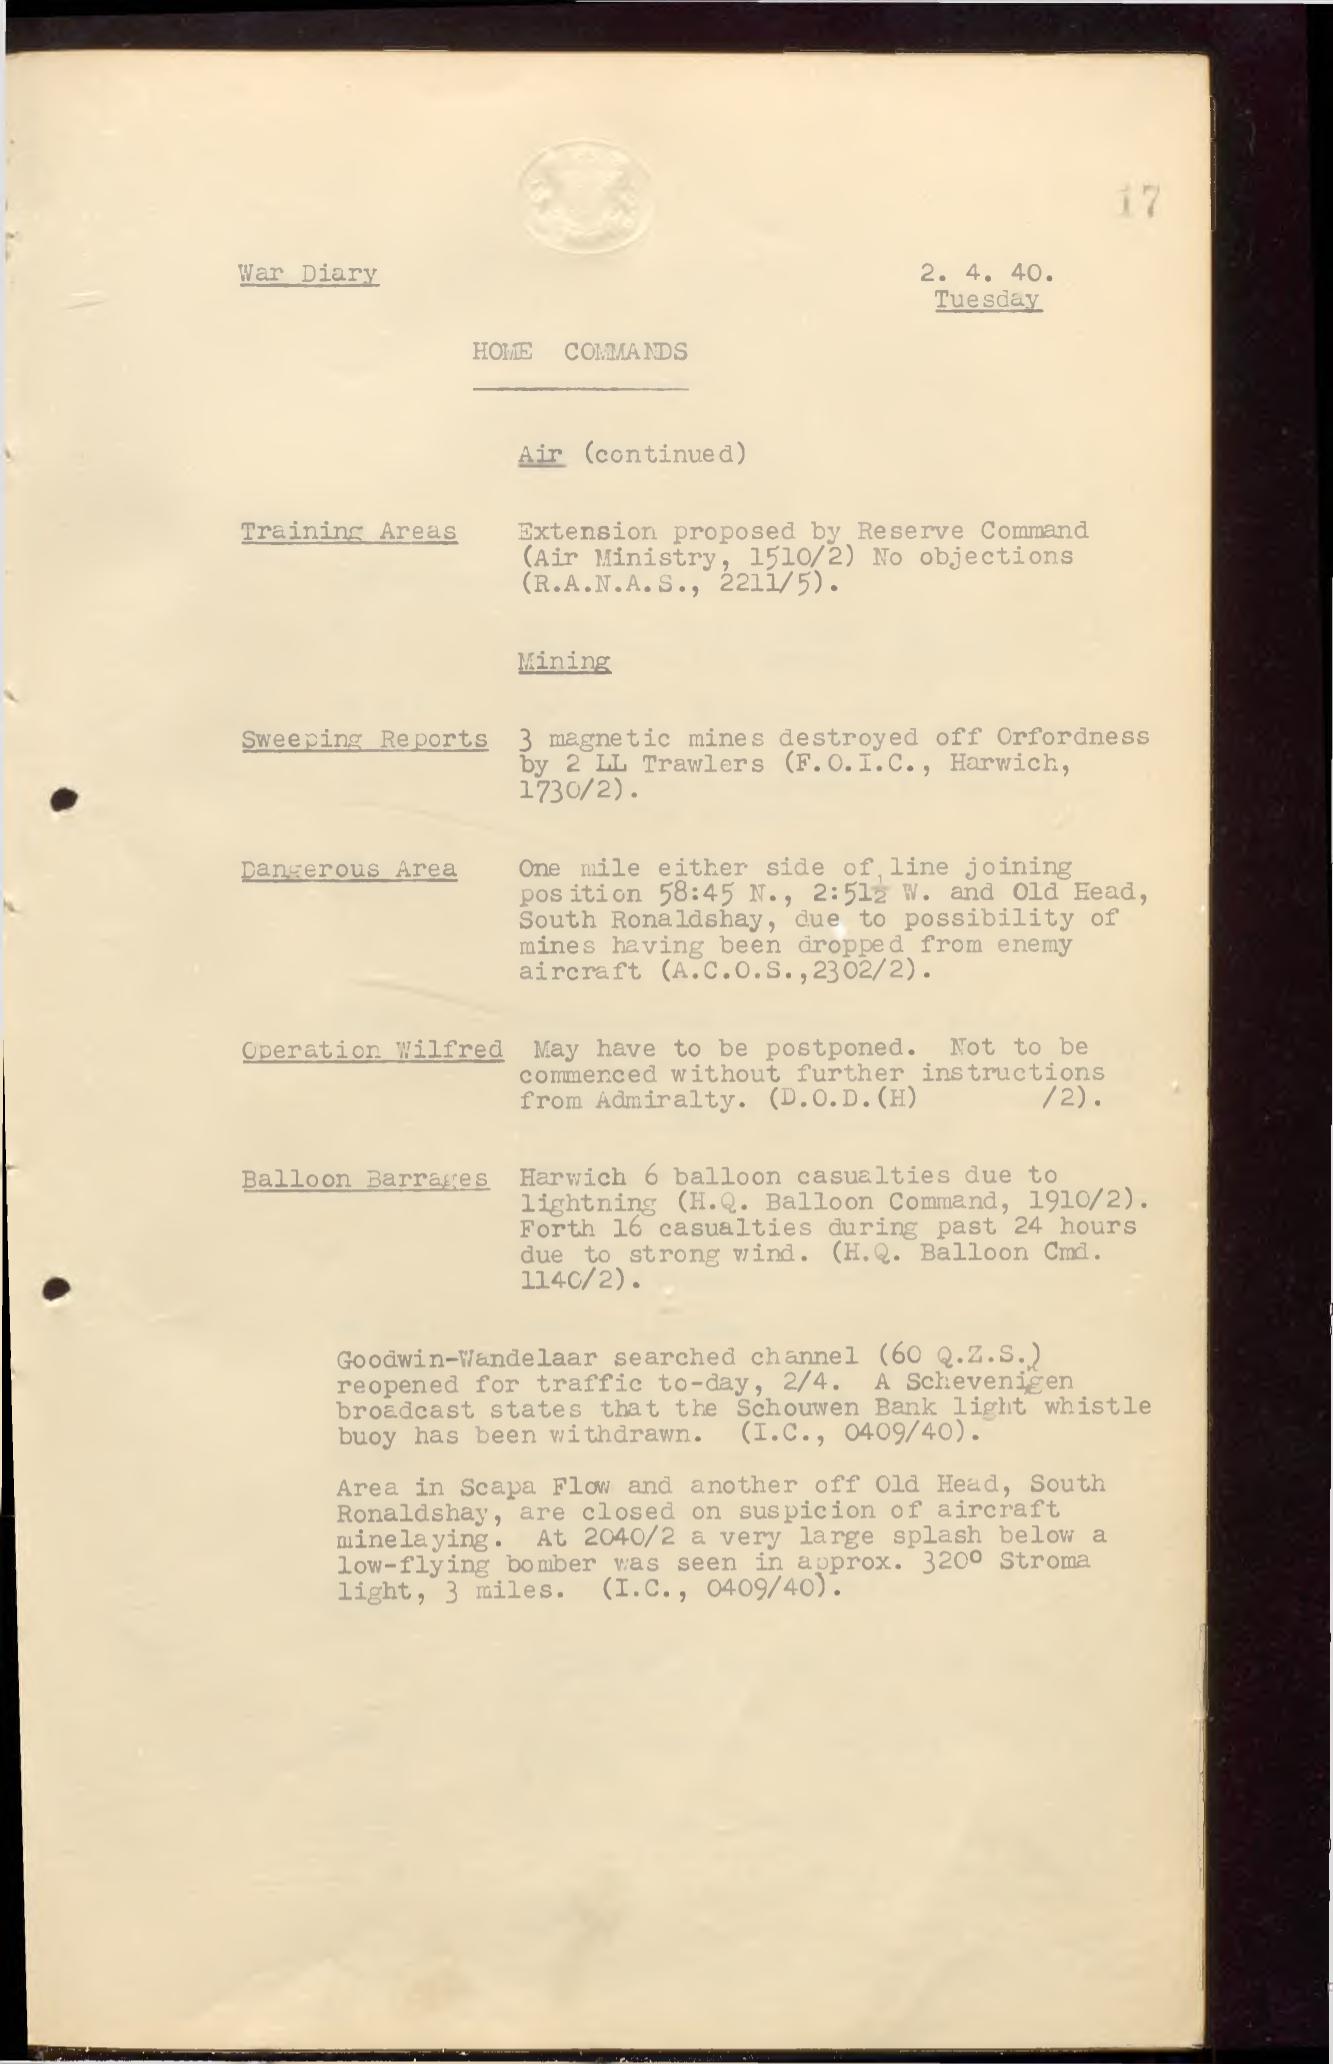 17
War Diary 2. 4. 40.
Tuesday
HOME COMMANDS
Air (continued)
Training Areas Extension proposed by Reserve Command
(Air Ministry, 1510/2) No objections
(R.A.N.A.S., 2211/5).
Mining
Sweeping Reports 3 magnetic mines destroyed off Orfordness
by 2 LL Trawlers (F.O.I.C., Harwich,
1730/2).
Dangerous Area One mile either side of line joining
position 58:45 N., 2:51½ W. and Old Head,
South Ronaldshay, due to possibility of
mines having been dropped from enemy
aircraft (A.C.O.S.,2302/2).
Operation Wilfred May have to be postponed. Not to be
commenced without further instructions
from Admiralty. (D.O.D.(H) /2).
Balloon Barrages Harwich 6 balloon casualties due to
lightning (H.Q. Balloon Command, 1910/2).
Forth 16 casualties during past 24 hours
due to strong wind. (H.Q. Balloon Cmd.
1140/2).
Goodwin-Wandelaar searched channel (60 Q.Z.S.)
reopened for traffic to-day, 2/4. A Schevenigen
broadcast states that the Schouwen Bank light whistle
buoy has been withdrawn. (I.C., 0409/40).
Area in Scapa Flow and another off Old Head, South
Ronaldshay, are closed on suspicion of aircraft
minelaying. At 2040/2 a very large splash below a
low-flying bomber was seen in approx. 320º Stroma
light, 3 miles. (I.C., 0409/40).